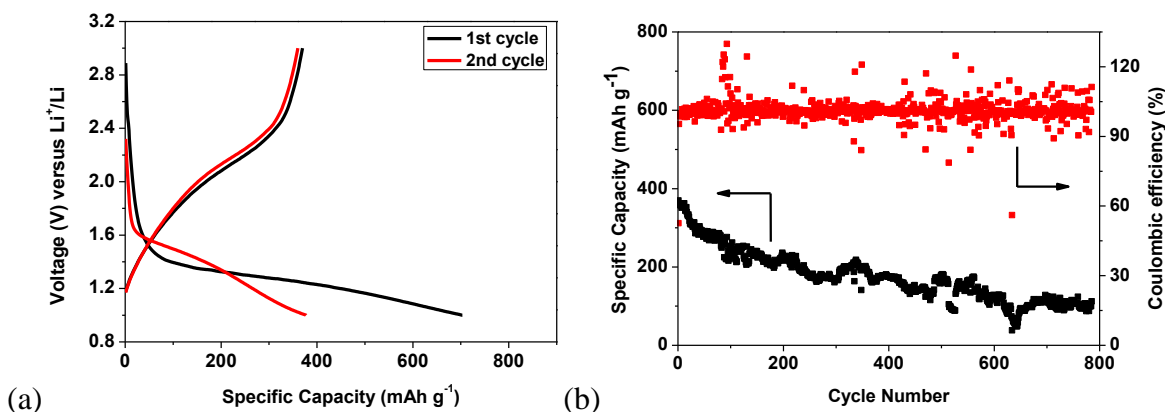 (a)
Voltage (V) versus Li⁺/Li
3.2
2.8
2.4
2.0
1.6
1.2
0.8
1st cycle
2nd cycle
0 200 400 600 800
Specific Capacity (mAh g⁻¹)
(b)
Specific Capacity (mAh g⁻¹)
800
600
400
200
0
120
90
60
30
0
Coulombic efficiency (%)
0 200 400 600 800
Cycle Number